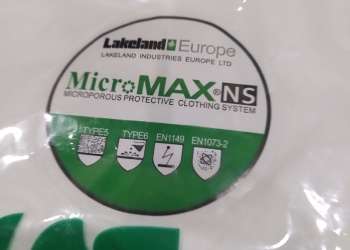 Lakeland Europe
LAKELAND INDUSTRIES EUROPE LTD
MicroMAX® NS
MICROPOROUS PROTECTIVE CLOTHING SYSTEM
TYPE5 TYPE6 EN1149 EN1073-2